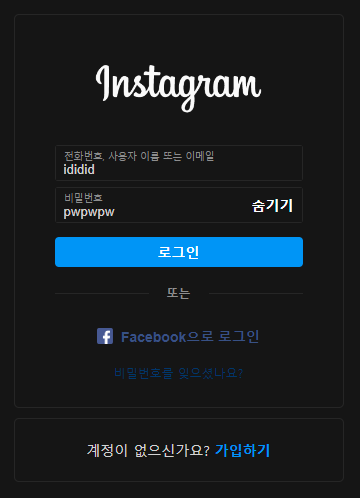 Instagram
전화번호, 사용자 이름 또는 이메일
ididid
비밀번호
pwpwpw
숨기기
로그인
또는
Facebook으로 로그인
비밀번호를 잊으셨나요?
계정이 없으신가요? 가입하기